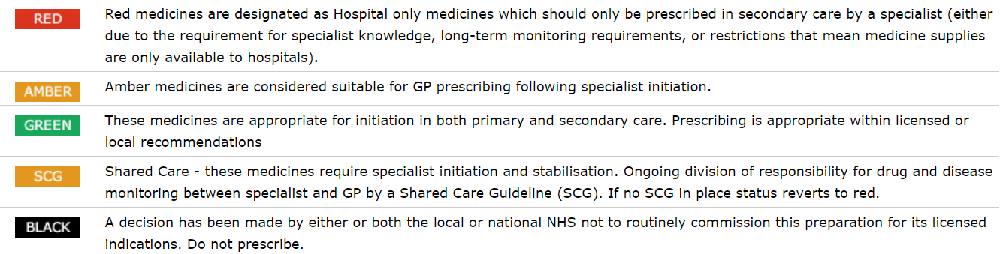 RED Red medicines are designated as Hospital only medicines which should only be prescribed in secondary care by a specialist (either
due to the requirement for specialist knowledge, long-term monitoring requirements, or restrictions that mean medicine supplies
are only available to hospitals).
AMBER Amber medicines are considered suitable for GP prescribing following specialist initiation.
GREEN These medicines are appropriate for initiation in both primary and secondary care. Prescribing is appropriate within licensed or
local recommendations
SCG Shared Care - these medicines require specialist initiation and stabilisation. Ongoing division of responsibility for drug and disease
monitoring between specialist and GP by a Shared Care Guideline (SCG). If no SCG in place status reverts to red.
BLACK A decision has been made by either or both the local or national NHS not to routinely commission this preparation for its licensed
indications. Do not prescribe.